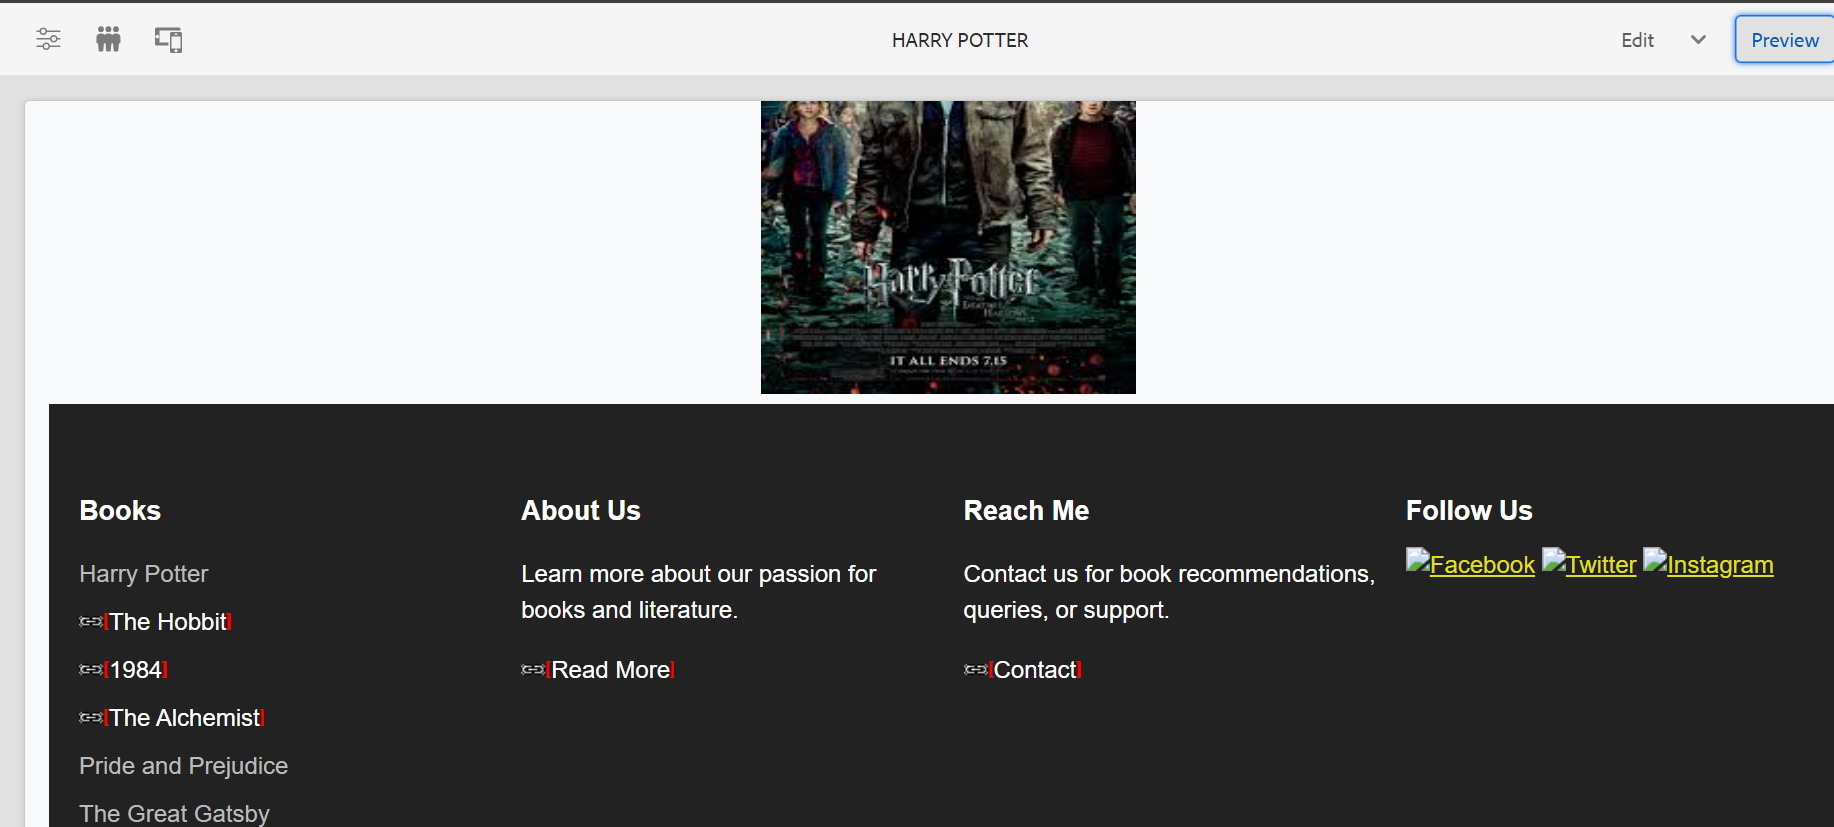 HARRY POTTER
Edit
Preview
Harry Potter
IT ALL ENDS 7.15
Books
Harry Potter
The Hobbit
1984
The Alchemist
Pride and Prejudice
The Great Gatsby
About Us
Learn more about our passion for
books and literature.
Read More
Reach Me
Contact us for book recommendations,
queries, or support.
Contact
Follow Us
Facebook Twitter Instagram